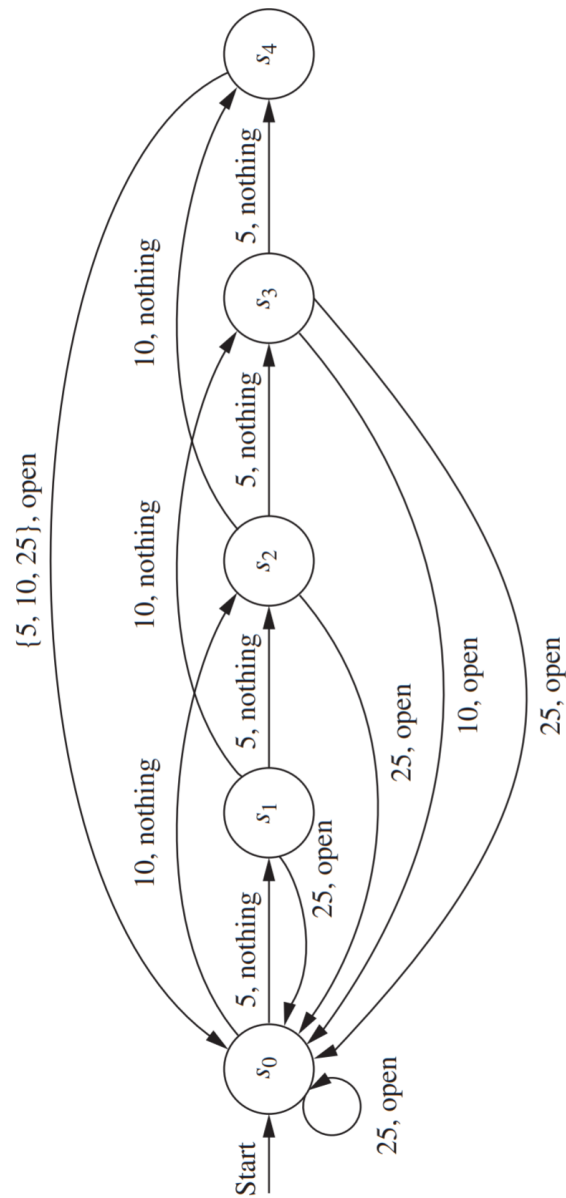 {5, 10, 25}, open
10, nothing
10, nothing
10, nothing
Start
s0
5, nothing
s1
5, nothing
s2
5, nothing
s3
5, nothing
s4
25, open
25, open
25, open
10, open
25, open